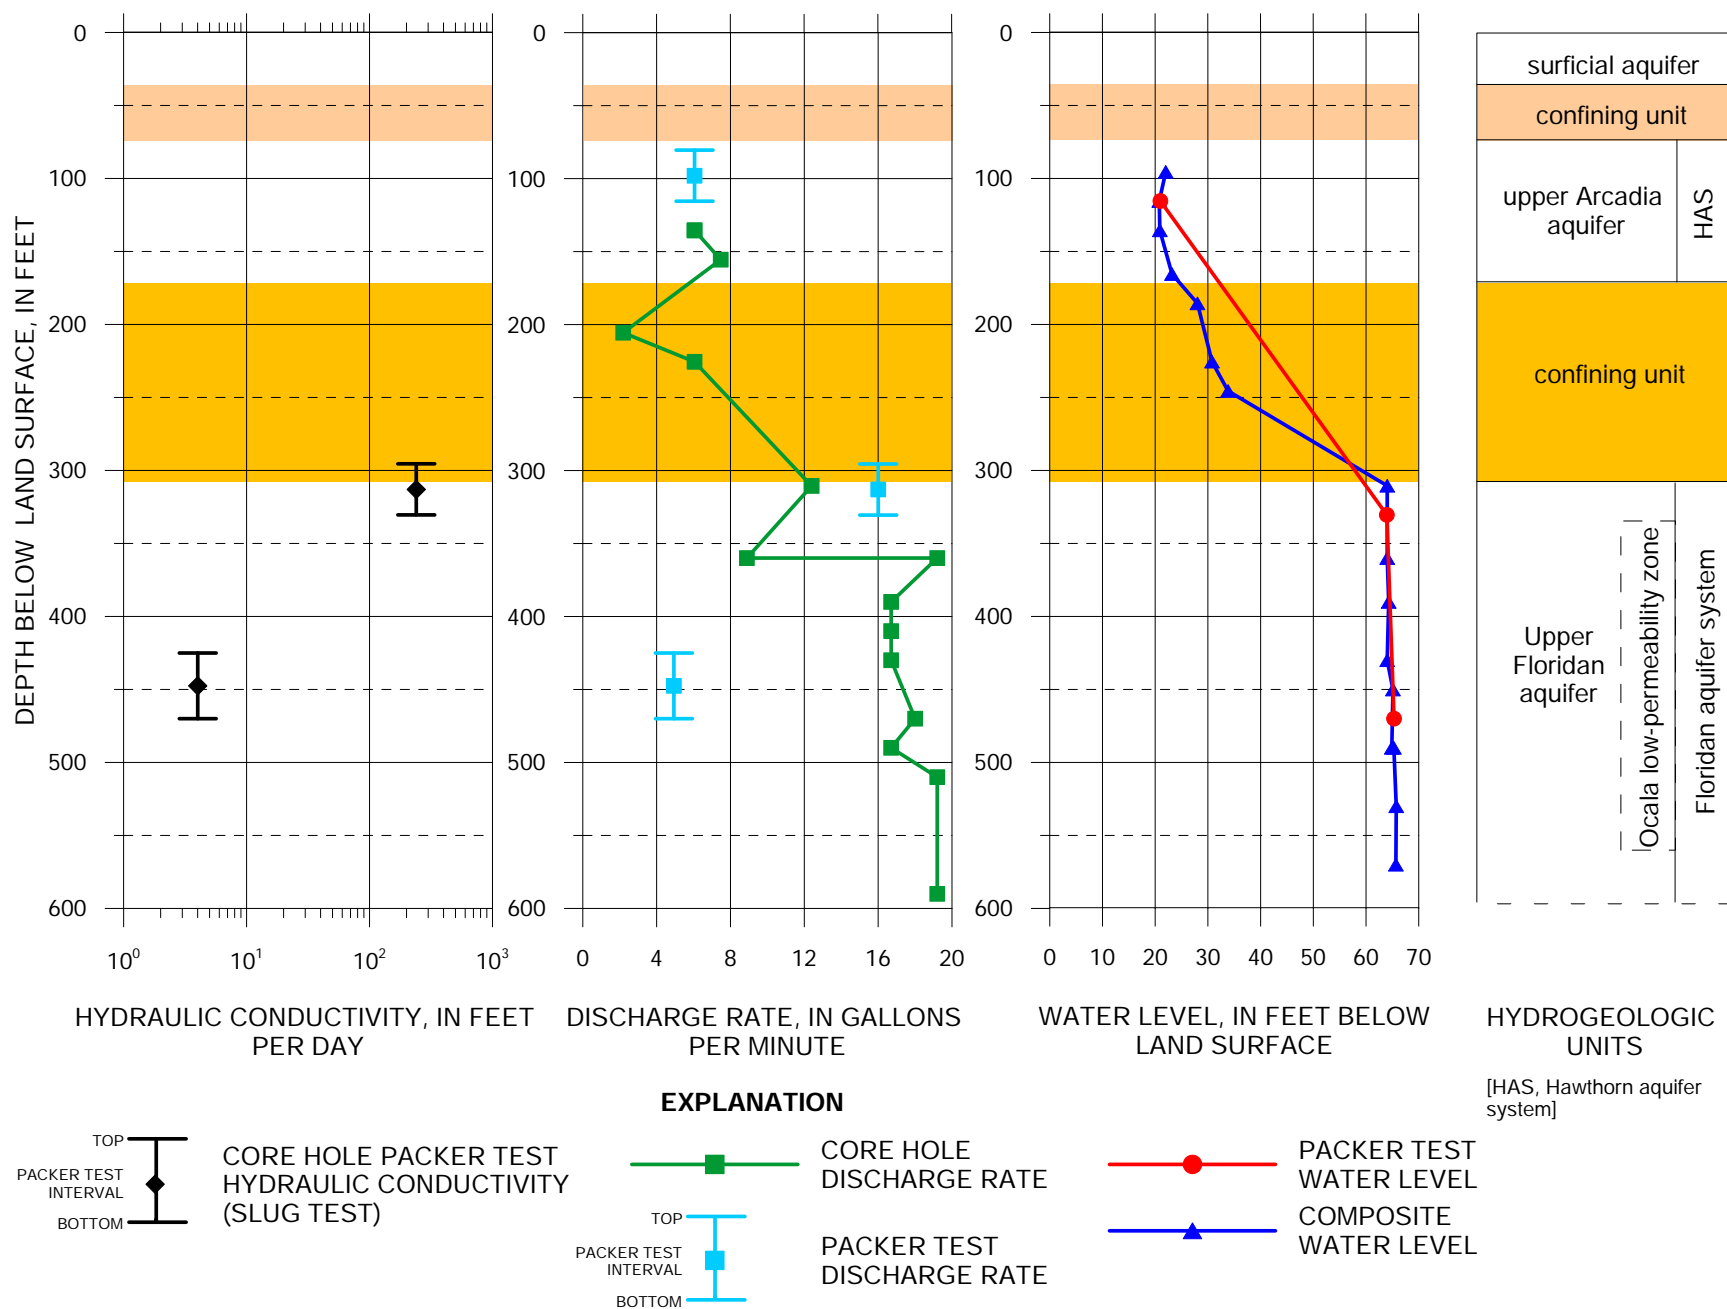 DEPTH BELOW LAND SURFACE, IN FEET
0
100
200
300
400
500
600
10⁰
10¹
10²
10³
HYDRAULIC CONDUCTIVITY, IN FEET
PER DAY
0
100
200
300
400
500
600
0
4
8
12
16
20
DISCHARGE RATE, IN GALLONS
PER MINUTE
0
100
200
300
400
500
600
0
10
20
30
40
50
60
70
WATER LEVEL, IN FEET BELOW
LAND SURFACE
surficial aquifer
confining unit
upper Arcadia
aquifer
HAS
confining unit
Upper
Floridan
aquifer
Ocala low-permeability zone
Floridan aquifer system
HYDROGEOLOGIC
UNITS
[HAS, Hawthorn aquifer
system]
EXPLANATION
TOP
PACKER TEST
INTERVAL
BOTTOM
CORE HOLE PACKER TEST
HYDRAULIC CONDUCTIVITY
(SLUG TEST)
CORE HOLE
DISCHARGE RATE
TOP
PACKER TEST
INTERVAL
BOTTOM
PACKER TEST
DISCHARGE RATE
PACKER TEST
WATER LEVEL
COMPOSITE
WATER LEVEL